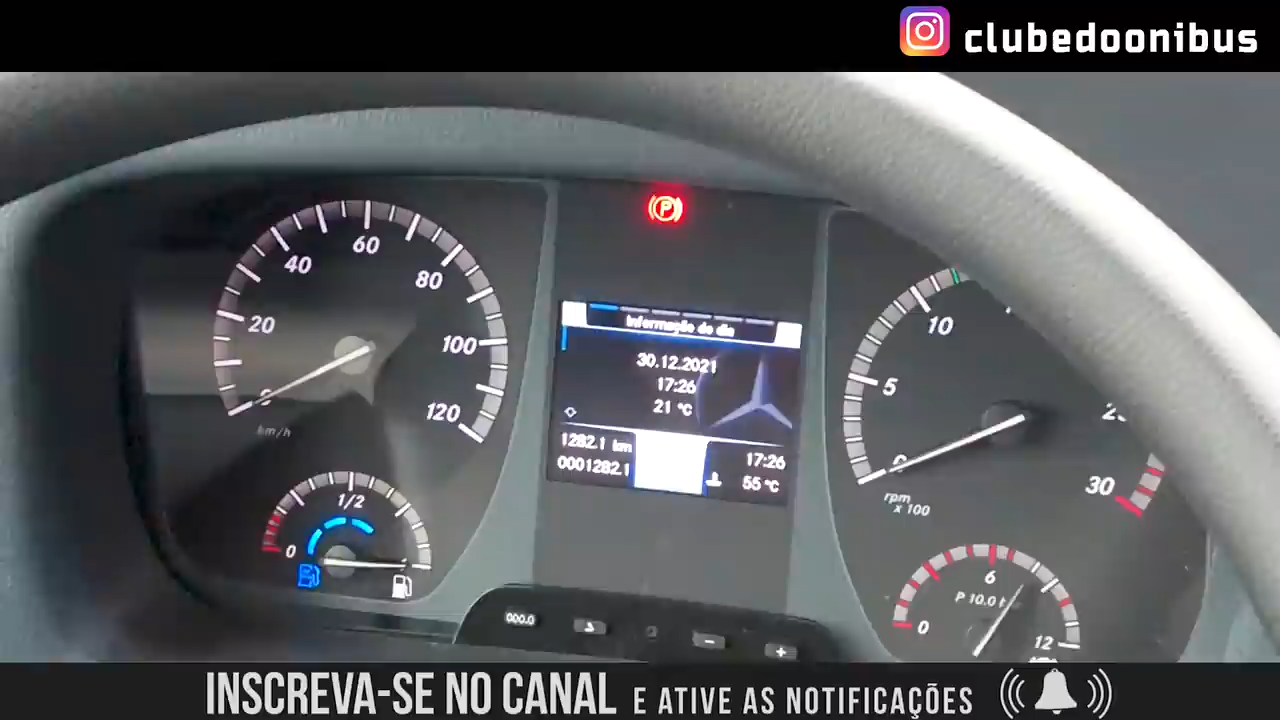 clubedoonibus
20
40
60
80
100
120
0
km/h
1/2
0
Informação do dia
30.12.2021
17:26
21 °C
1282.1 km
0001282.1
17:26
55 °C
000.0
-
+
10
5
0
30
rpm
x 100
6
P 10.0
0
12
INSCREVA-SE NO CANAL E ATIVE AS NOTIFICAÇÕES